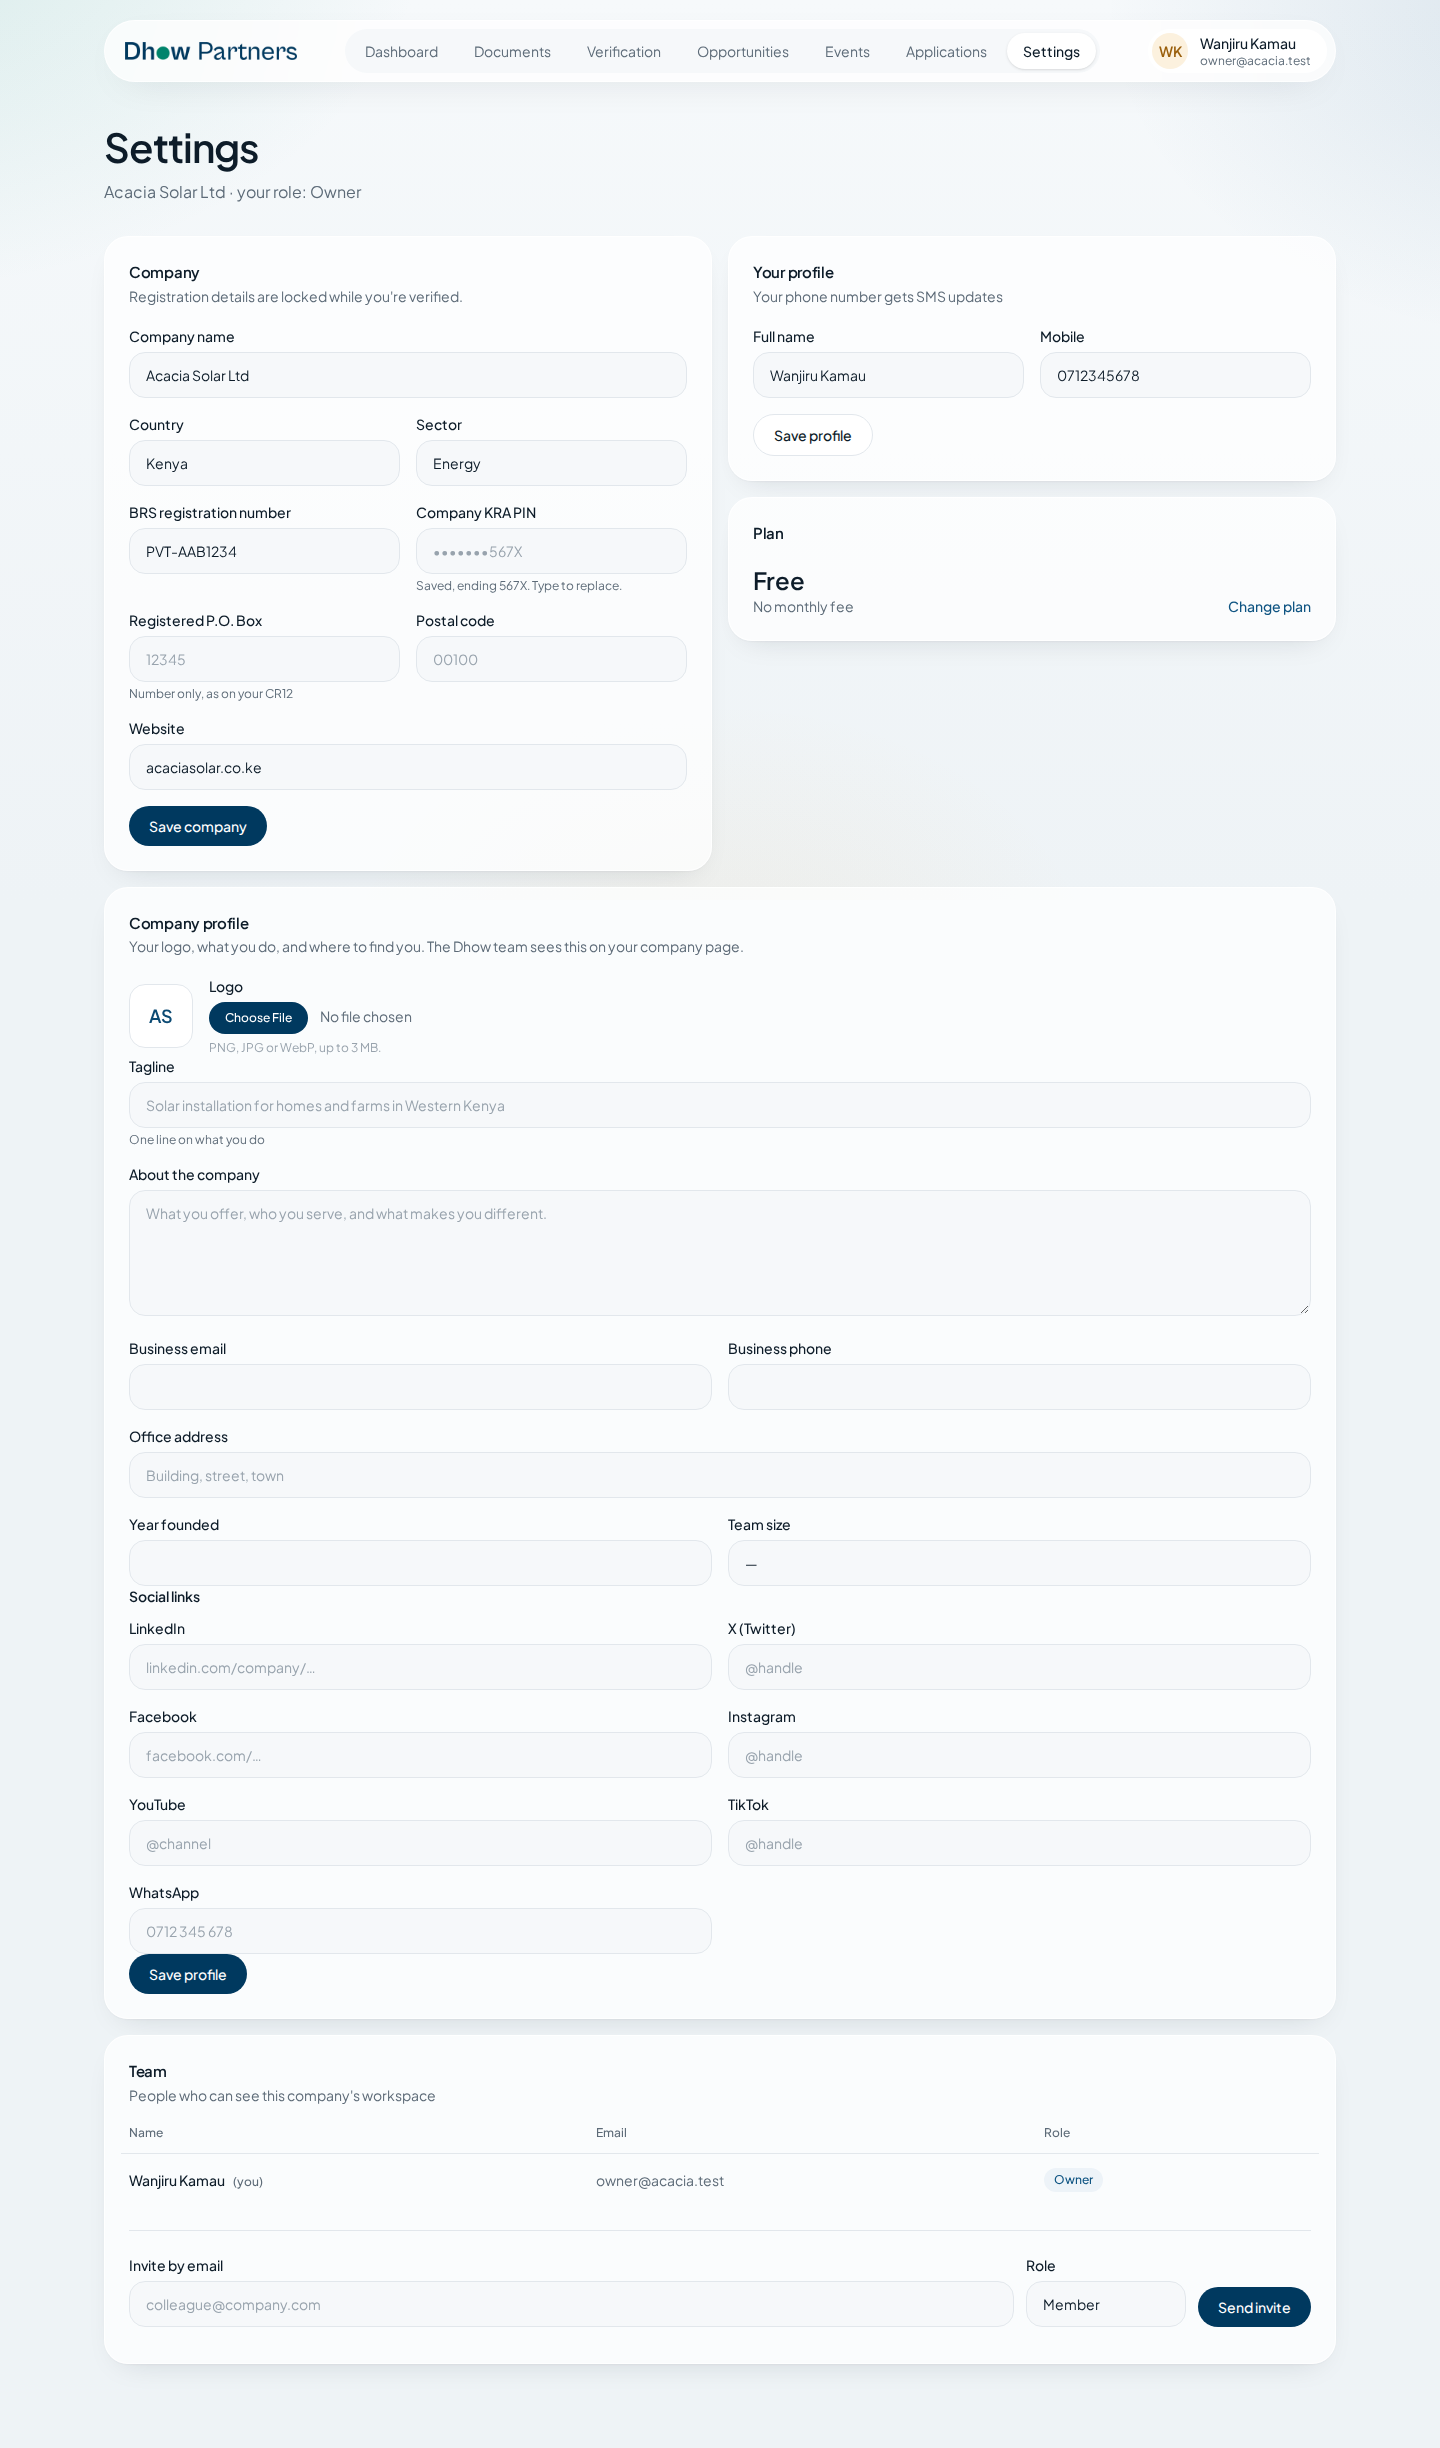 Dhow Partners
Dashboard
Documents
Verification
Opportunities
Events
Applications
Settings
WK
Wanjiru Kamau
owner@acacia.test
Settings
Acacia Solar Ltd · your role: Owner
Company
Registration details are locked while you're verified.
Company name
Acacia Solar Ltd
Country
Sector
Kenya
Energy
BRS registration number
Company KRA PIN
PVT-AAB1234
•••••••567X
Saved, ending 567X. Type to replace.
Registered P.O. Box
Postal code
12345
00100
Number only, as on your CR12
Website
acaciasolar.co.ke
Save company
Your profile
Your phone number gets SMS updates
Full name
Mobile
Wanjiru Kamau
0712345678
Save profile
Plan
Free
No monthly fee
Change plan
Company profile
Your logo, what you do, and where to find you. The Dhow team sees this on your company page.
AS
Logo
Choose File
No file chosen
PNG, JPG or WebP, up to 3 MB.
Tagline
Solar installation for homes and farms in Western Kenya
One line on what you do
About the company
What you offer, who you serve, and what makes you different.
Business email
Business phone
Office address
Building, street, town
Year founded
Team size
—
Social links
LinkedIn
X (Twitter)
linkedin.com/company/…
@handle
Facebook
Instagram
facebook.com/…
@handle
YouTube
TikTok
@channel
@handle
WhatsApp
0712 345 678
Save profile
Team
People who can see this company's workspace
Name
Email
Role
Wanjiru Kamau (you)
owner@acacia.test
Owner
Invite by email
Role
colleague@company.com
Member
Send invite